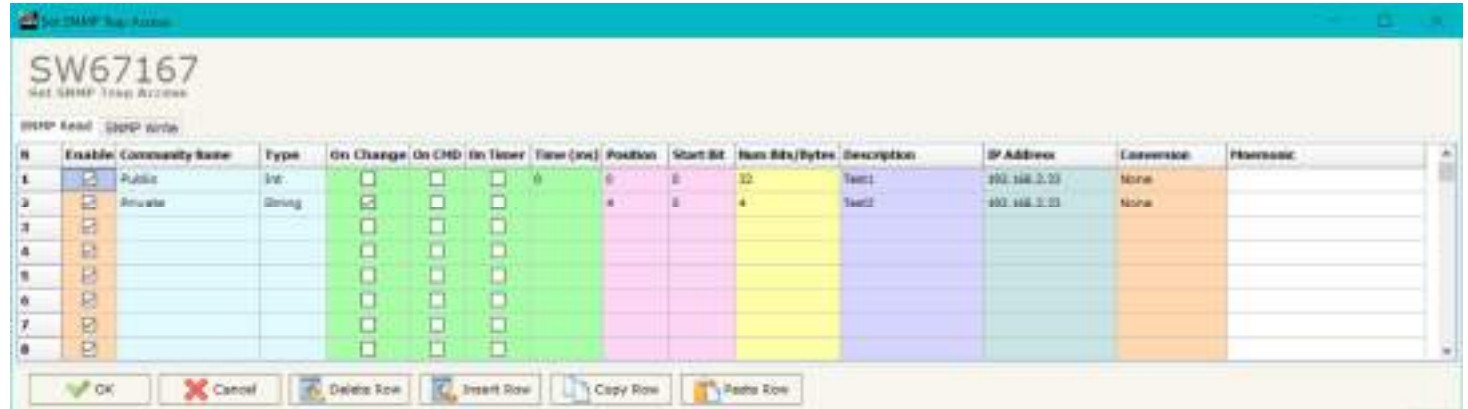 Set SNMP Trap Access
SW67167
Set SNMP Trap Access
SNMP Read SNMP Write
N Enable Community Name Type On Change On CMD On Timer Time (ms) Position Start Bit Num Bits/Bytes Description IP Address Conversion Mnemonic
1 Public Int 0 0 0 32 Test1 192.168.2.33 None
2 Private String 4 0 4 Test2 192.168.2.33 None
3
4
5
6
7
8
OK Cancel Delete Row Insert Row Copy Row Paste Row